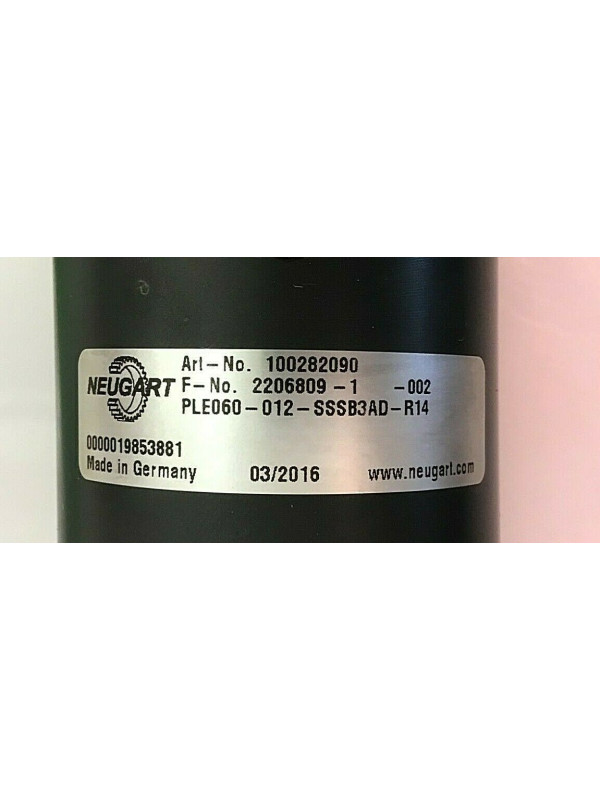 NEUGART
Art-No. 100282090
F-No. 2206809-1 -002
PLE060-012-SSSB3AD-R14
0000019853881
Made in Germany 03/2016 www.neugart.com